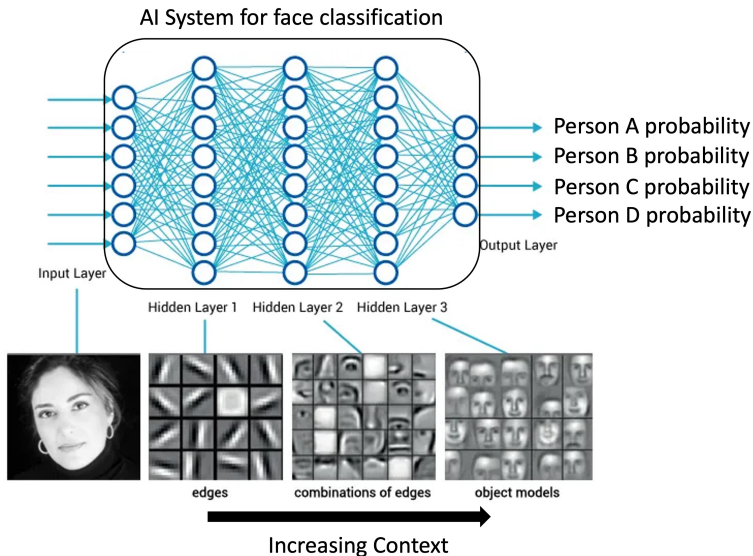 AI System for face classification
Person A probability
Person B probability
Person C probability
Person D probability
Output Layer
Input Layer
Hidden Layer 1
Hidden Layer 2
Hidden Layer 3
edges
combinations of edges
object models
Increasing Context